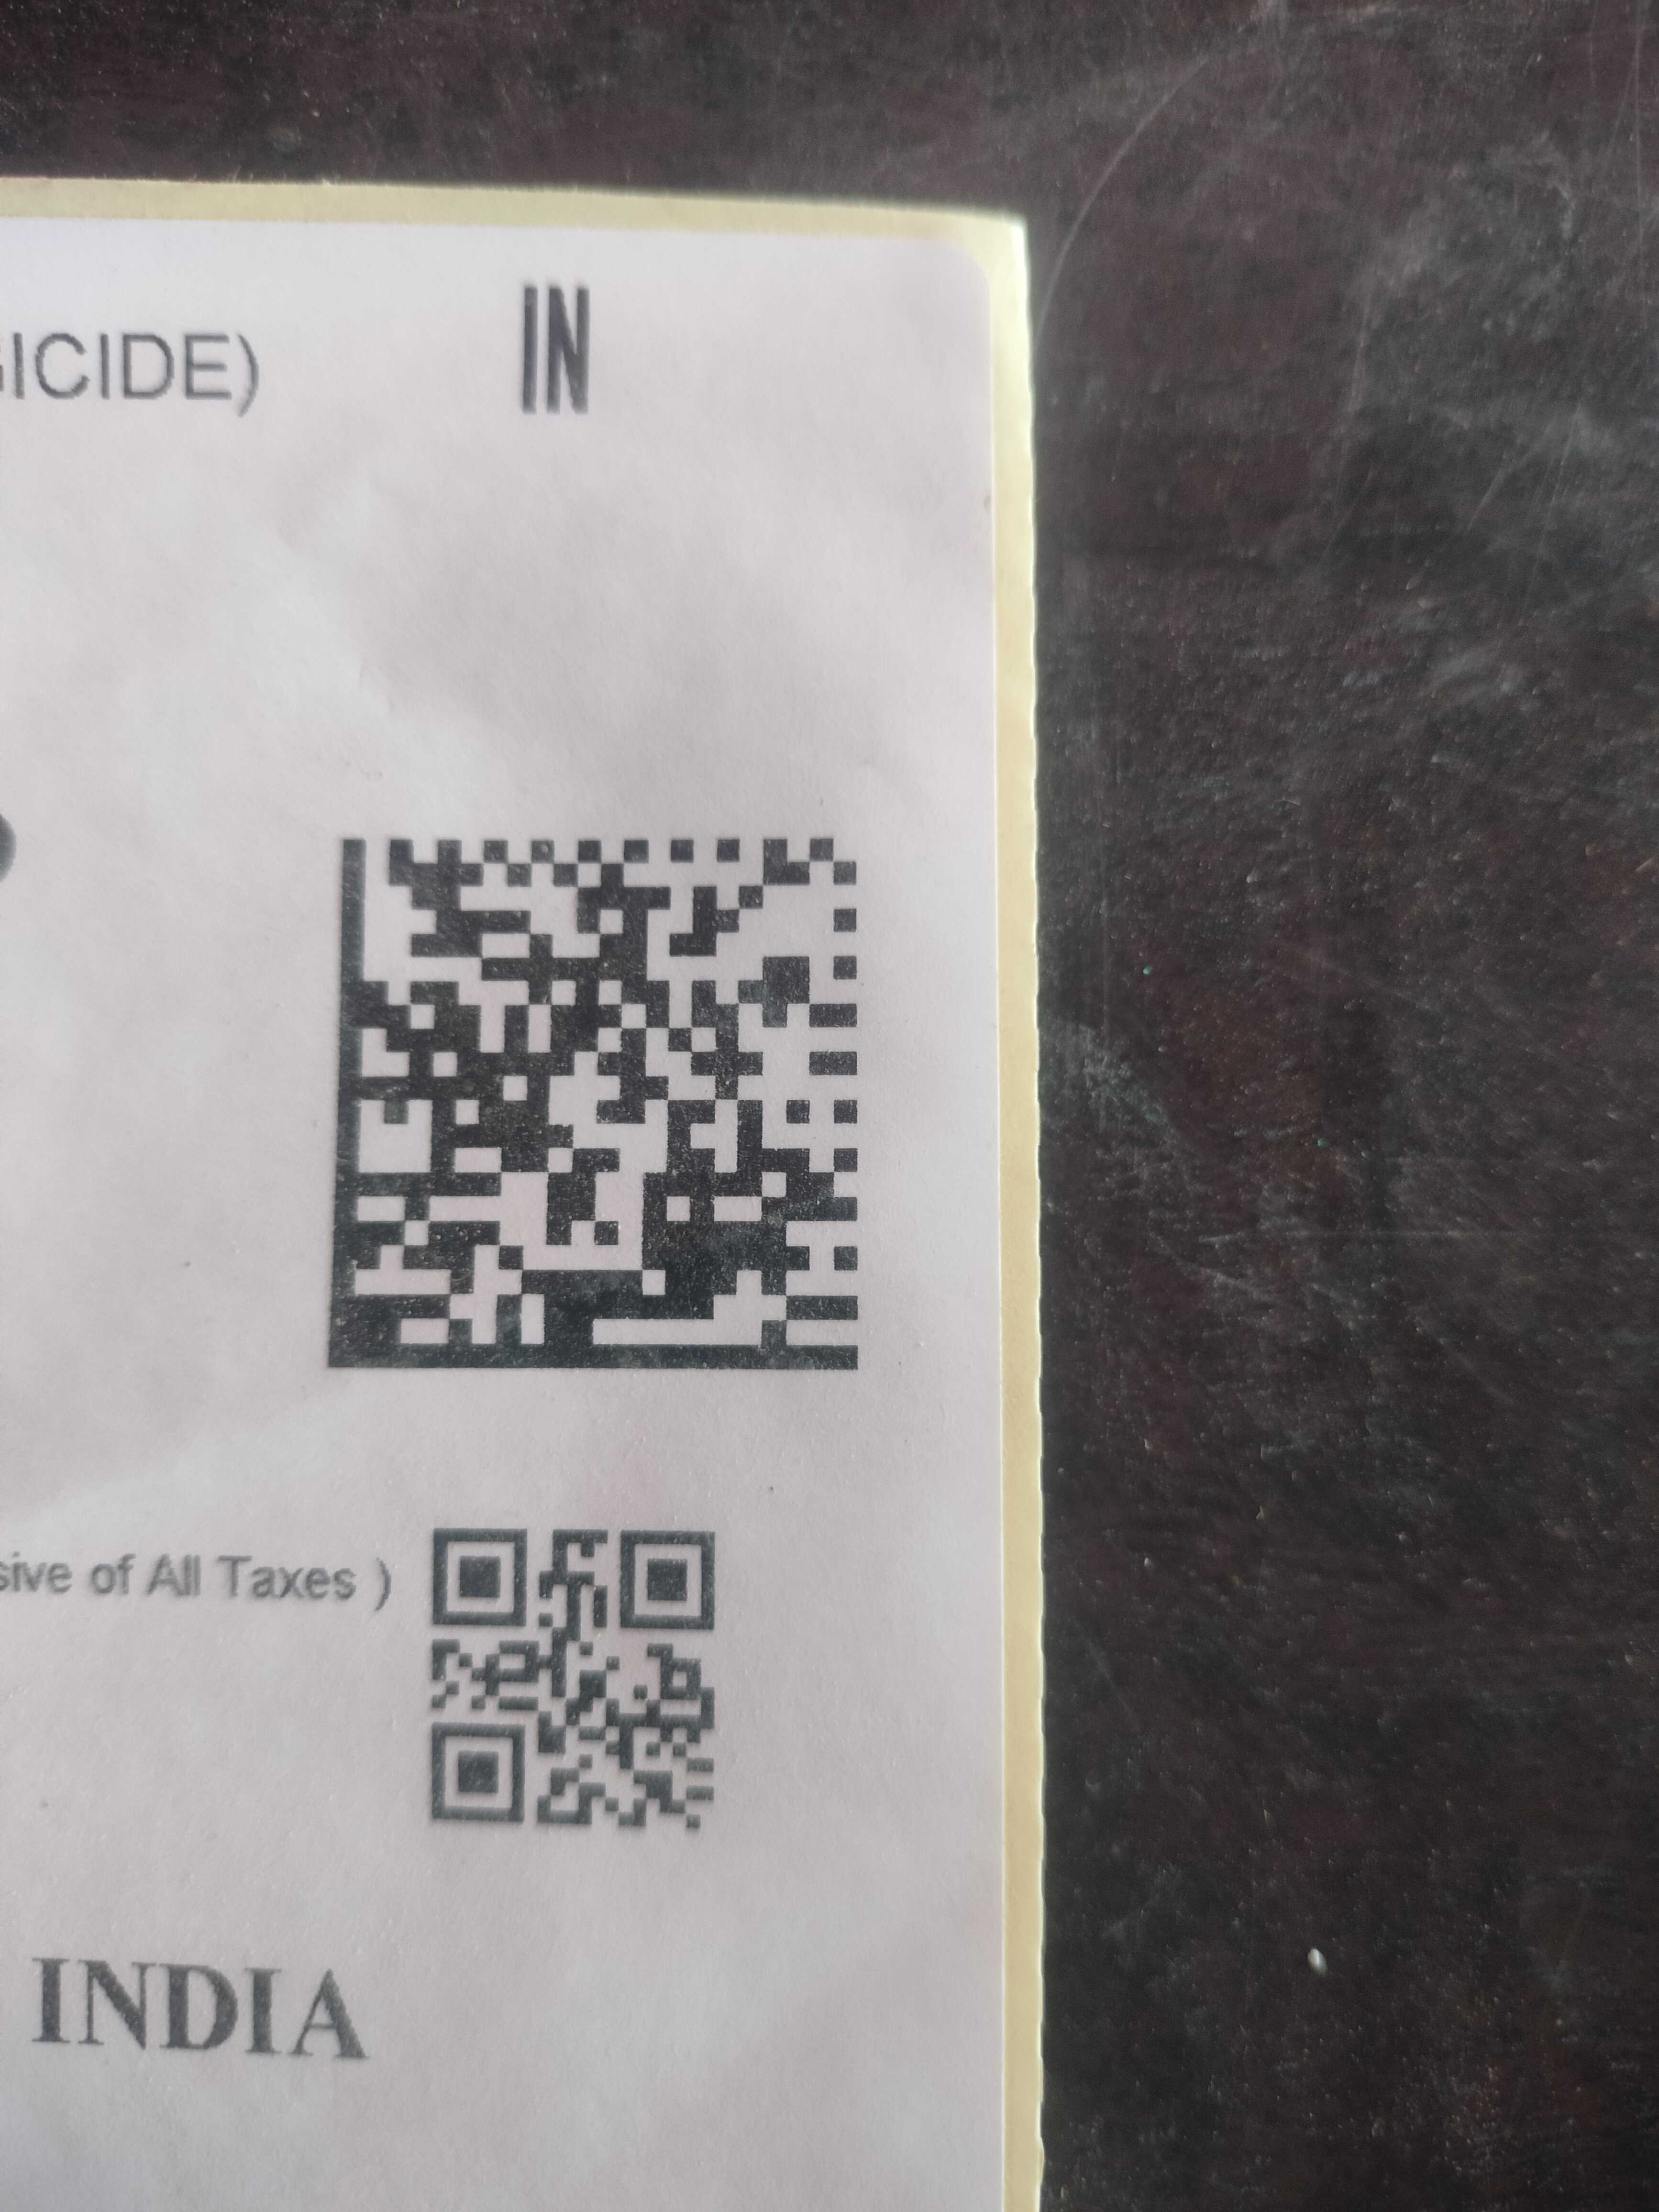 IN
GICIDE)
sive of All Taxes )
INDIA